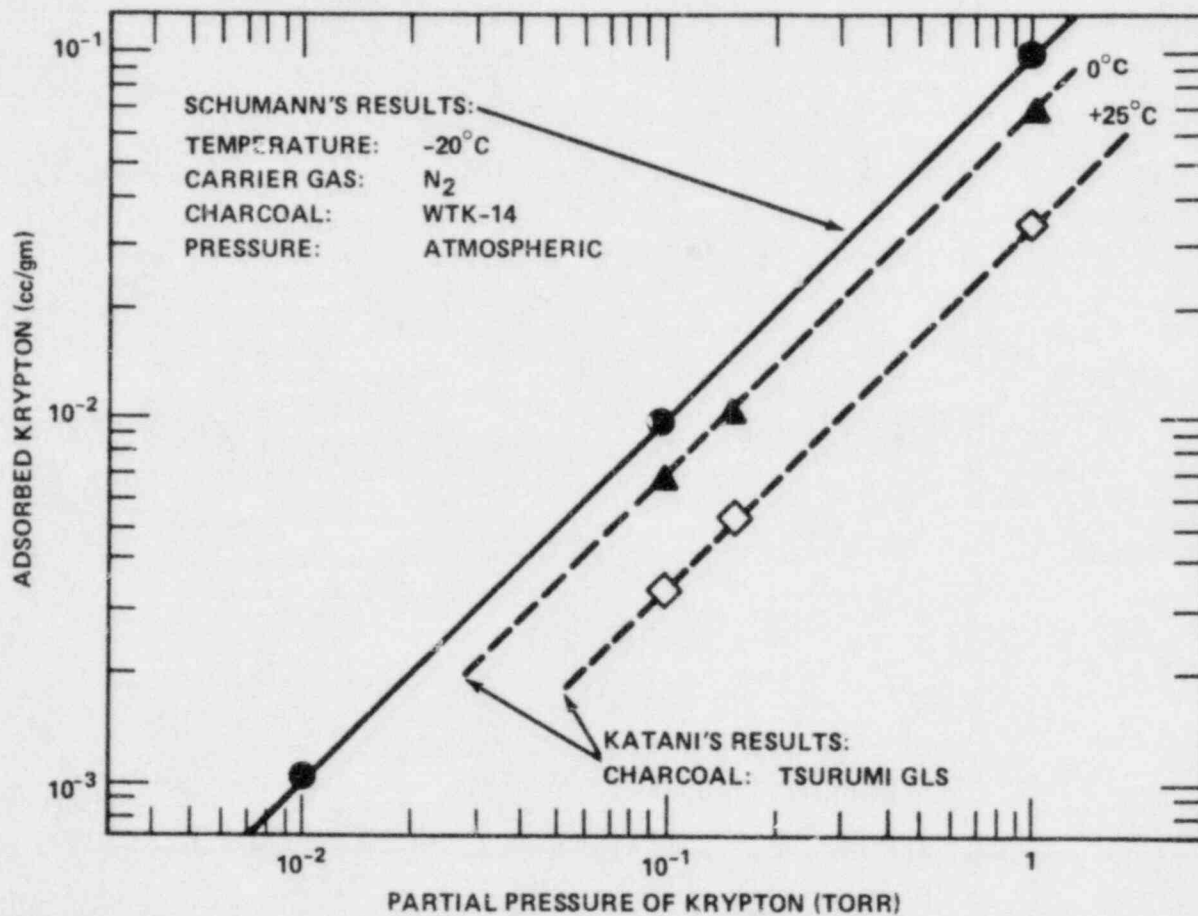 10⁻¹
SCHUMANN'S RESULTS:
TEMPERATURE: -20°C
CARRIER GAS: N₂
CHARCOAL: WTK-14
PRESSURE: ATMOSPHERIC
0°C
+25°C
ADSORBED KRYPTON (cc/gm)
10⁻²
KATANI'S RESULTS:
CHARCOAL: TSURUMI GLS
10⁻³
10⁻² 10⁻¹ 1
PARTIAL PRESSURE OF KRYPTON (TORR)